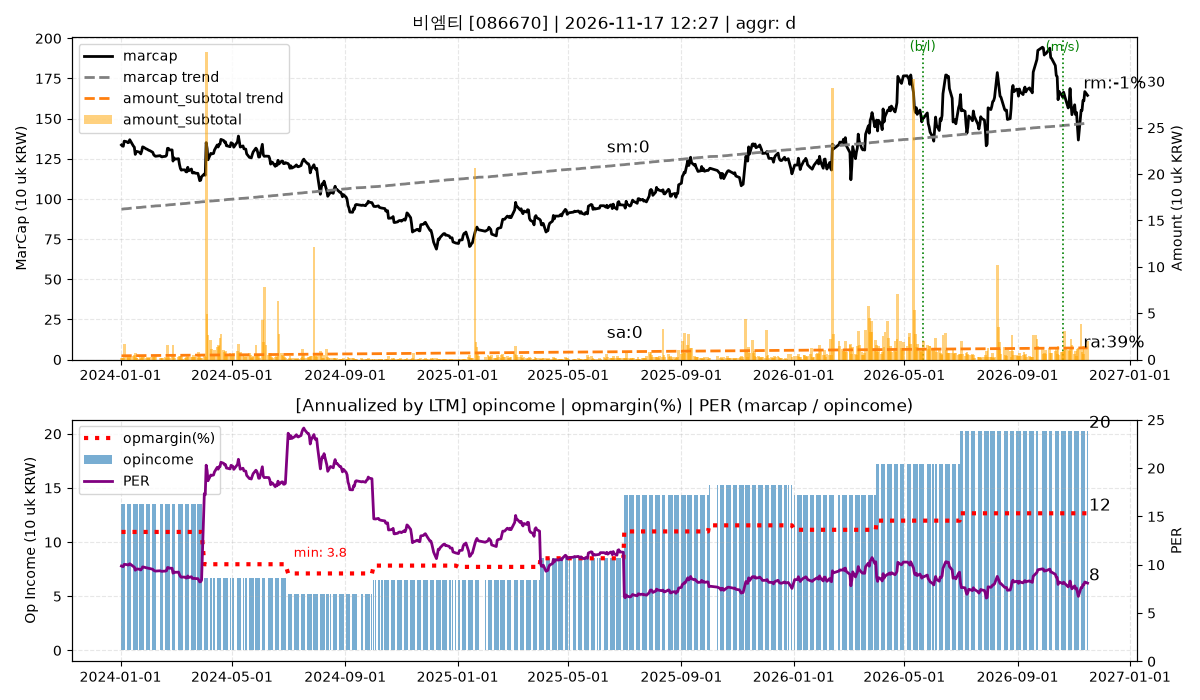 비엠티 [086670] | 2026-11-17 12:27 | aggr: d
marcap
marcap trend
amount_subtotal trend
amount_subtotal
(b/l)
(m/s)
rm:-1%
sm:0
sa:0
ra:39%
MarCap (10 uk KRW)
200
175
150
125
100
75
50
25
0
Amount (10 uk KRW)
30
25
20
15
10
5
0
2024-01-01 2024-05-01 2024-09-01 2025-01-01 2025-05-01 2025-09-01 2026-01-01 2026-05-01 2026-09-01 2027-01-01
[Annualized by LTM] opincome | opmargin(%) | PER (marcap / opincome)
opmargin(%)
opincome
PER
min: 3.8
20
12
8
Op Income (10 uk KRW)
20
15
10
5
0
PER
25
20
15
10
5
0
2024-01-01 2024-05-01 2024-09-01 2025-01-01 2025-05-01 2025-09-01 2026-01-01 2026-05-01 2026-09-01 2027-01-01